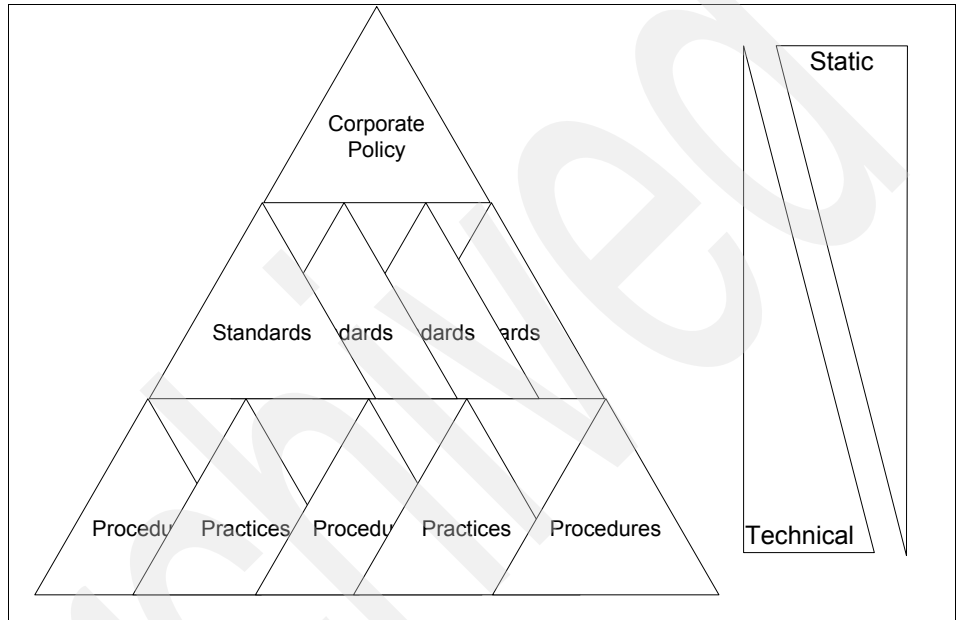 Static
Corporate
Policy
Standards
dards
dards
ards
Procedu
Practices
Procedu
Practices
Procedures
Technical